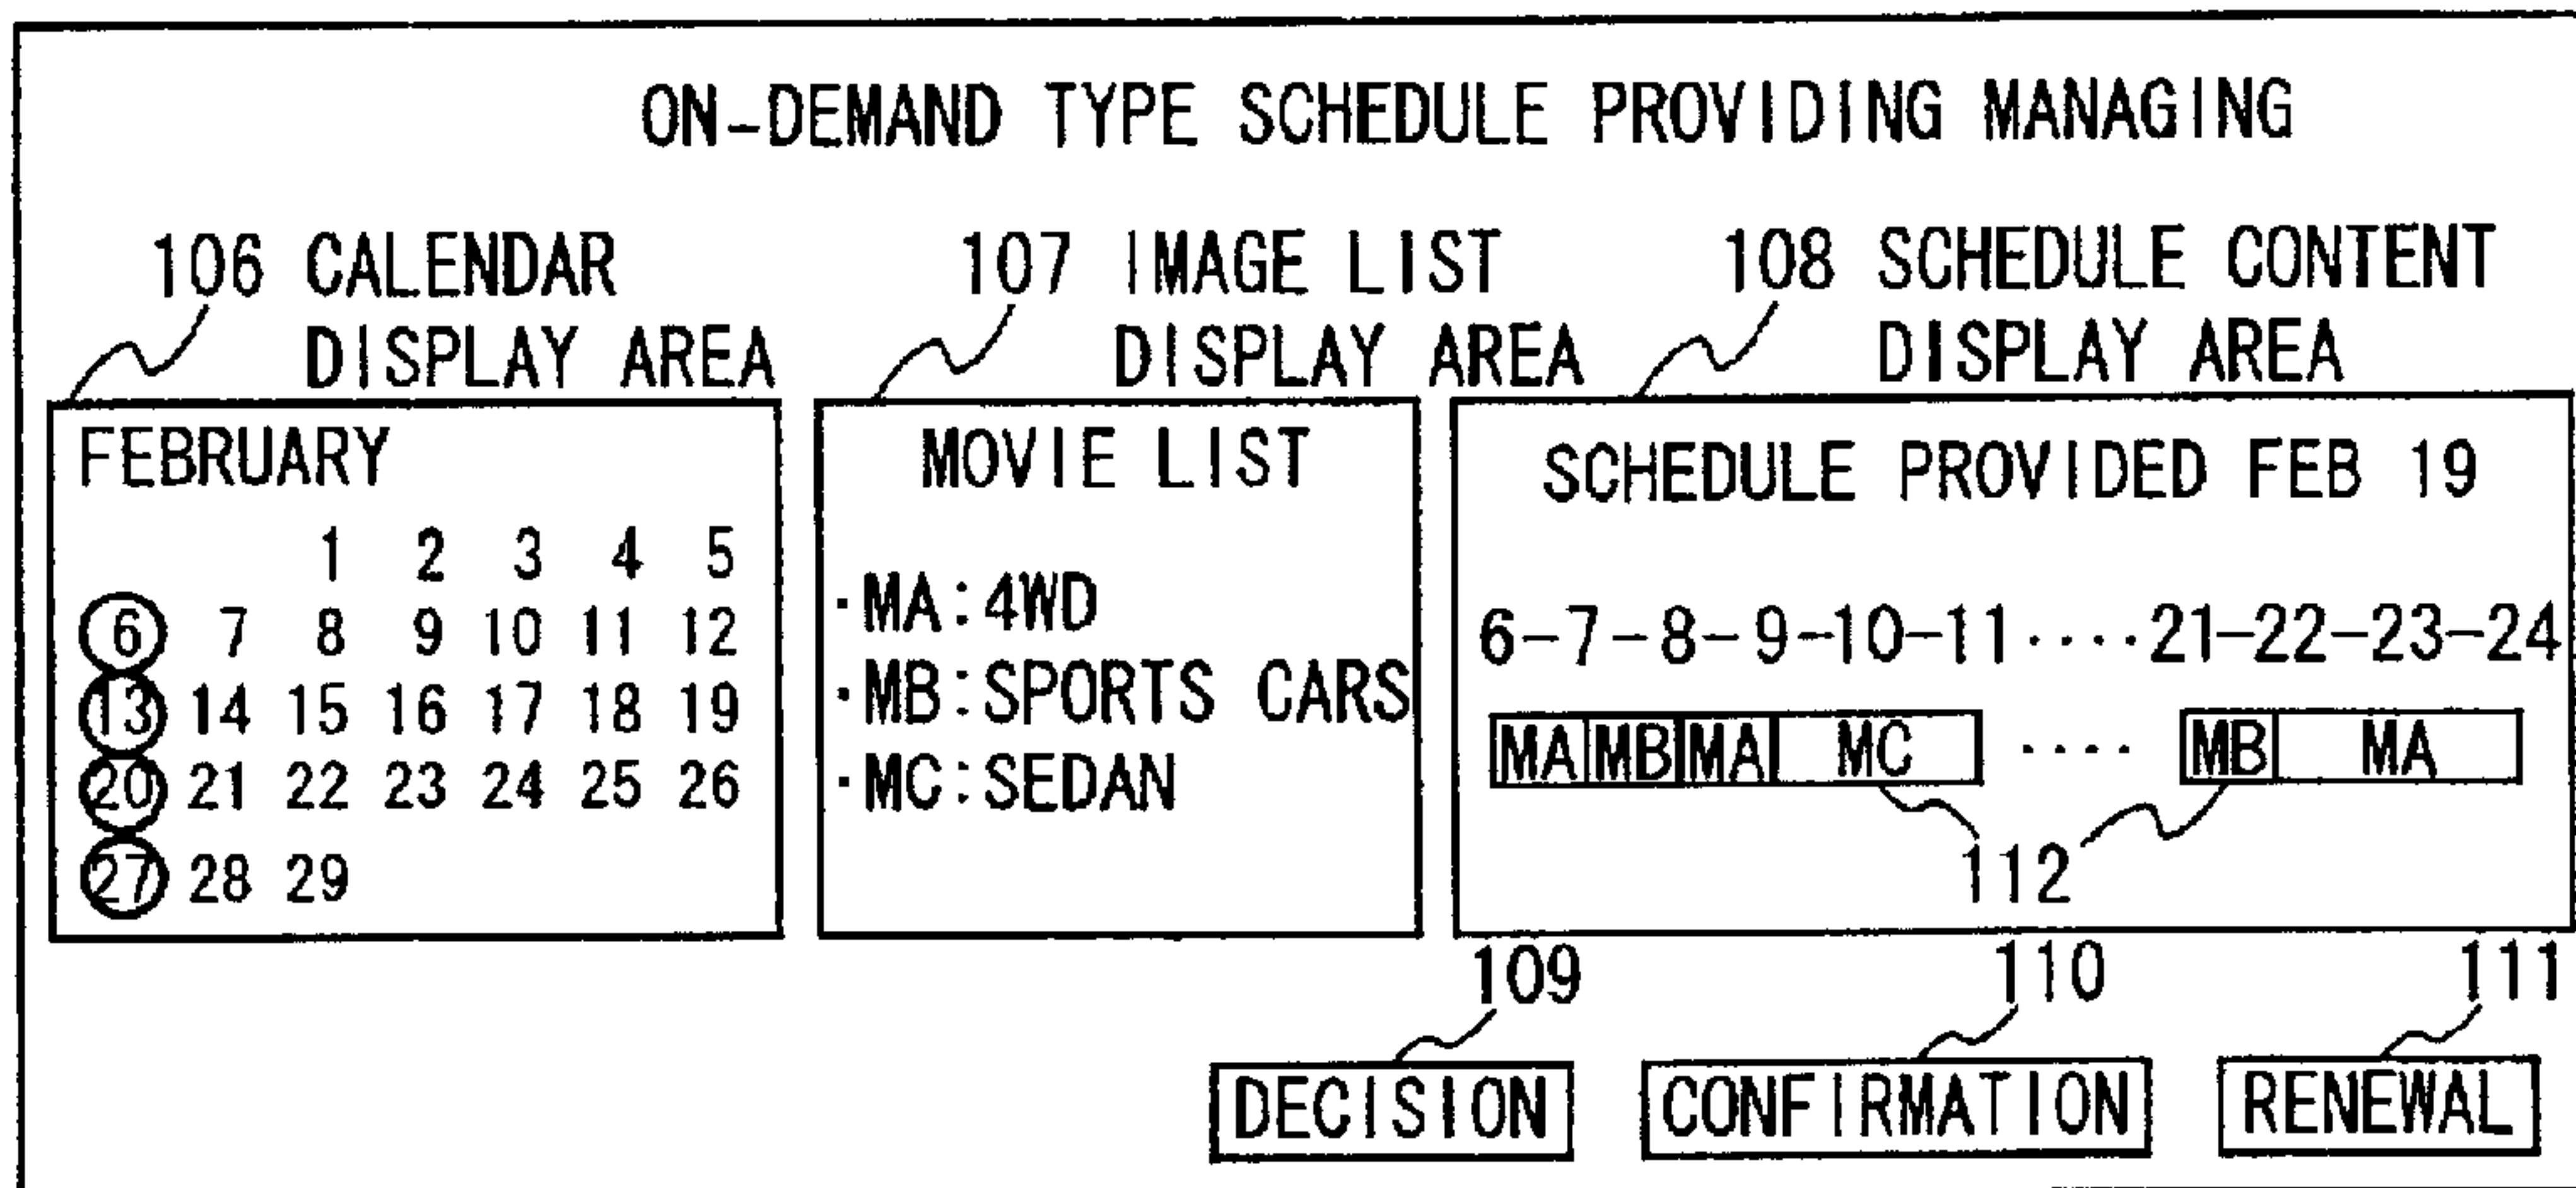 ON-DEMAND TYPE SCHEDULE PROVIDING MANAGING
106 CALENDAR DISPLAY AREA
107 IMAGE LIST DISPLAY AREA
108 SCHEDULE CONTENT DISPLAY AREA
FEBRUARY
1 2 3 4 5
6 7 8 9 10 11 12
13 14 15 16 17 18 19
20 21 22 23 24 25 26
27 28 29
MOVIE LIST
·MA:4WD
·MB:SPORTS CARS
·MC:SEDAN
SCHEDULE PROVIDED FEB 19
6-7-8-9-10-11····21-22-23-24
MA MB MA MC ···· MB MA
112
109
110
111
DECISION
CONFIRMATION
RENEWAL